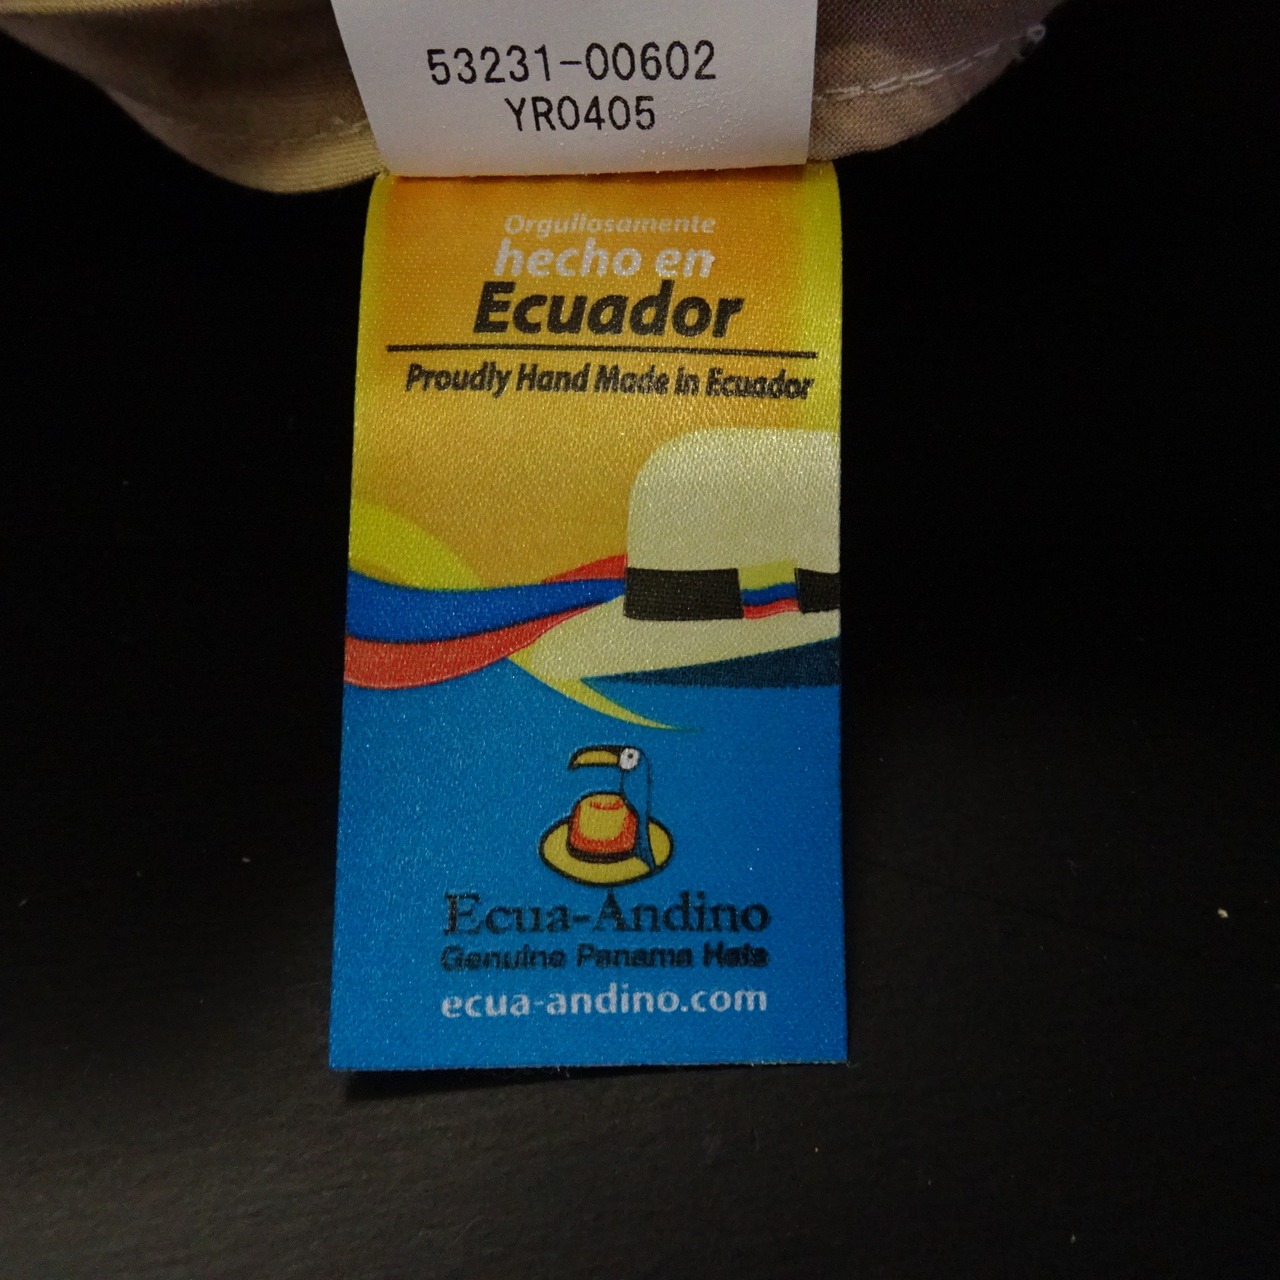 53231-00602
YR0405
Orgullosamente
hecho en
Ecuador
Proudly Hand Made in Ecuador
Ecua-Andino
Genuine Panama Hats
ecua-andino.com